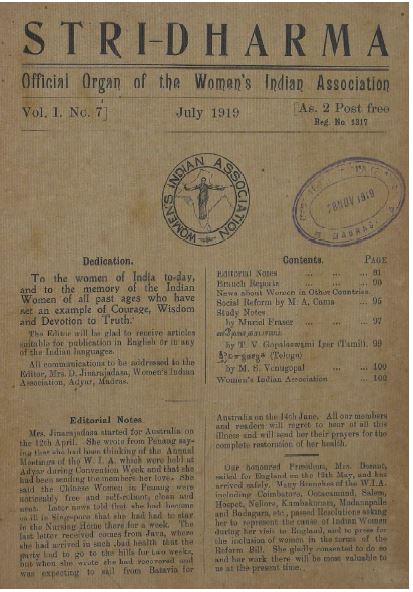 STRI-DHARMA
Official Organ of the Women's Indian Association
Vol. 1. No. 7] July 1919 [As. 2 Post free
Reg. No. 1317
WOMEN'S INDIAN ASSOCIATION
28 NOV 1919
MADRAS
Dedication.
To the women of India to-day,
and to the memory of the Indian
Women of all past ages who have
set an example of Courage, Wisdom
and Devotion to Truth.
The Editor will be glad to receive articles
suitable for publication in English or in any
of the Indian languages.
All communications to be addressed to the
Editor, Mrs. D. Jinarajadasa, Women's Indian
Association, Adyar, Madras.
Contents. PAGE
Editorial Notes ... ... ... 81
Branch Reports ... ... ... 90
News about Women in Other Countries.
Social Reform by M. A. Cama ... 95
Study Notes
by Muriel Fraser ... ... 97
by T. V. Gopalaswami Iyer (Tamil). 99
(Telugu)
by M. S. Venugopal ... ... 100
Women's Indian Association ... 102
Editorial Notes
Mrs. Jinarajadasa started for Australia on
the 12th April. She wrote from Penang say-
ing that she had been thinking of the Annual
Meetings of the W. I. A. which were held at
Adyar during Convention Week and that she
had been sending the members her love. She
said the Chinese Women in Penang were
noticeably free and self-reliant, clean and
neat. Later news told that she had become
so ill in Singapore that she had had to stay
in the Nursing Home there for a week. The
last letter received comes from Java, where
she had arrived in such bad health that the
party had to go to the hills for two weeks,
but when she wrote she had recovered and
was expecting to sail from Batavia for
Australia on the 14th June. All our members
and readers will regret to hear of all this
illness and will send her their prayers for the
complete restoration of her health.
Our honoured President, Mrs. Besant,
sailed for England on the 13th May, and has
arrived safely. Many Branches of the W.I.A.
including Coimbatore, Ootacamund, Salem,
Hospet, Nellore, Kumbakonam, Madanapalle
and Badagara, etc., passed Resolutions asking
her to represent the cause of Indian Women
during her visit to England, and to press for
the inclusion of women in the terms of the
Reform Bill. She gladly consented to do so
and her work there will be most valuable to
us at the present time.